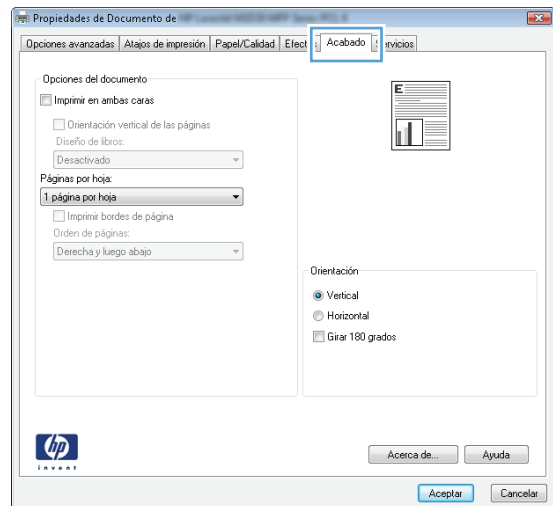 Propiedades de Documento de
Opciones avanzadas Atajos de impresión Papel/Calidad Acabado
Opciones del documento
Imprimir en ambas caras
Orientación vertical de las páginas
Diseño de libros:
Desactivado
Páginas por hoja:
1 página por hoja
Imprimir bordes de página
Orden de páginas:
Derecha y luego abajo
E
Orientación
Vertical
Horizontal
Girar 180 grados
hp
invent
Acerca de... Ayuda
Aceptar Cancelar